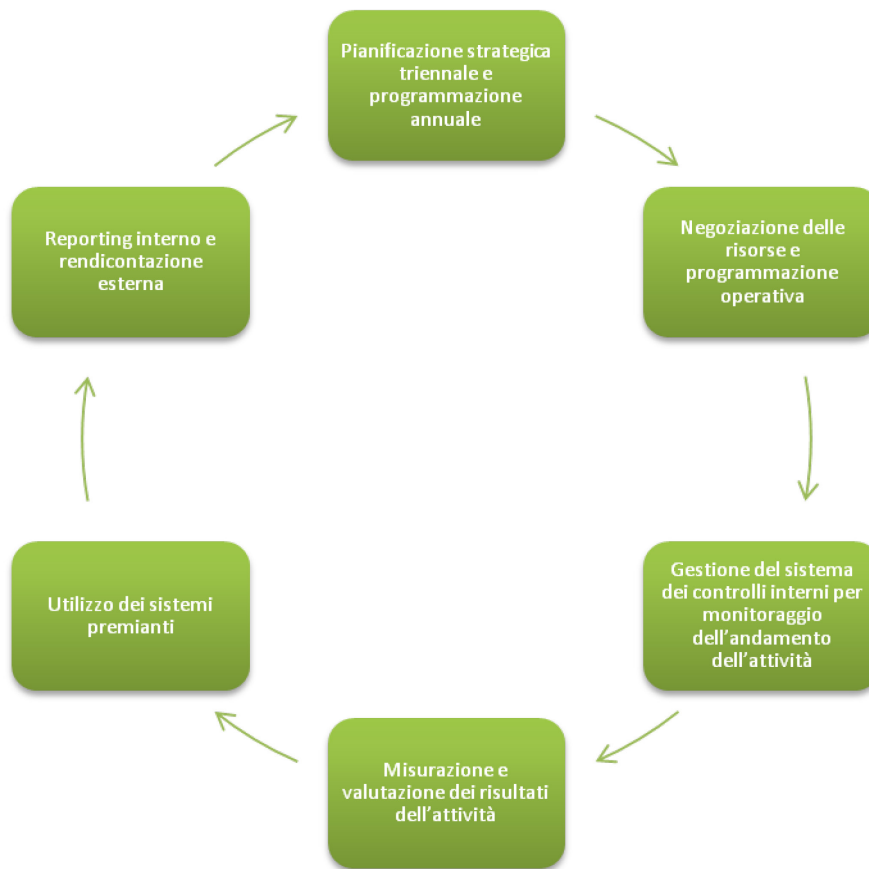 Pianificazione strategica
triennale e
programmazione
annuale
Negoziazione delle
risorse e
programmazione
operativa
Gestione del sistema
dei controlli interni per
monitoraggio
dell'andamento
dell'attività
Misurazione e
valutazione dei risultati
dell'attività
Utilizzo dei sistemi
premianti
Reporting interno e
rendicontazione
esterna